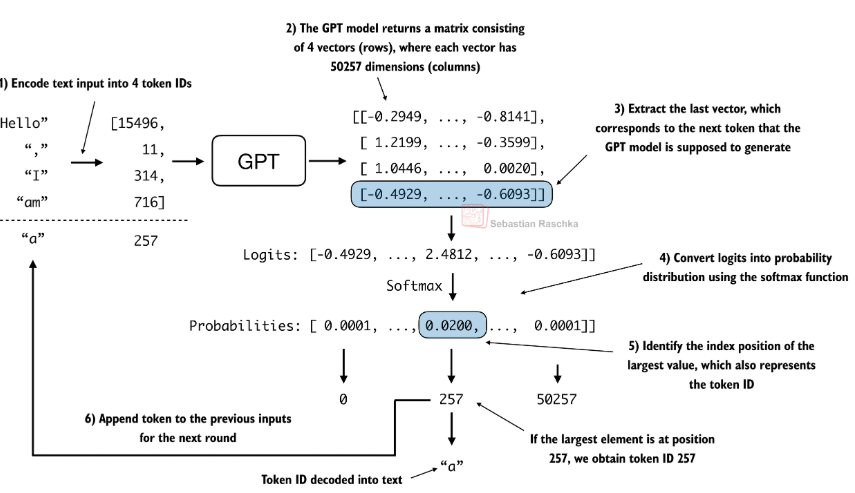 2) The GPT model returns a matrix consisting
of 4 vectors (rows), where each vector has
50257 dimensions (columns)
1) Encode text input into 4 token IDs
Hello”
“,”
“I”
“am”
“a”
[15496,
11,
314,
716]
257
GPT
[[-0.2949, ..., -0.8141],
[ 1.2199, ..., -0.3599],
[ 1.0446, ..., 0.0020],
[-0.4929, ..., -0.6093]]
3) Extract the last vector, which
corresponds to the next token that the
GPT model is supposed to generate
Sebastian Raschka
Logits: [-0.4929, ..., 2.4812, ..., -0.6093]]
Softmax
4) Convert logits into probability
distribution using the softmax function
Probabilities: [ 0.0001, ..., 0.0200, ..., 0.0001]]
5) Identify the index position of the
largest value, which also represents
the token ID
0
257
50257
6) Append token to the previous inputs
for the next round
If the largest element is at position
257, we obtain token ID 257
“a”
Token ID decoded into text